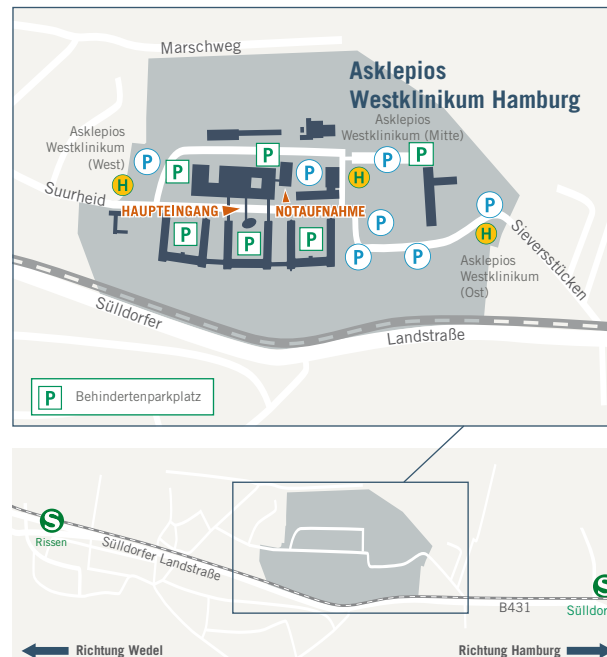 Marschweg
Asklepios
Westklinikum Hamburg
Asklepios
Westklinikum (Mitte)
Asklepios
Westklinikum
(West)
P
P
P
P
P
P
H
H
Suurheid
HAUPTEINGANG
NOTAUFNAHME
P
P
P
P
P
P
P
H
Sieversstücken
Asklepios
Westklinikum
(Ost)
Sülldorfer
Landstraße
P Behindertenparkplatz
S
Rissen
Sülldorfer Landstraße
S
Sülldor
B431
Richtung Wedel
Richtung Hamburg